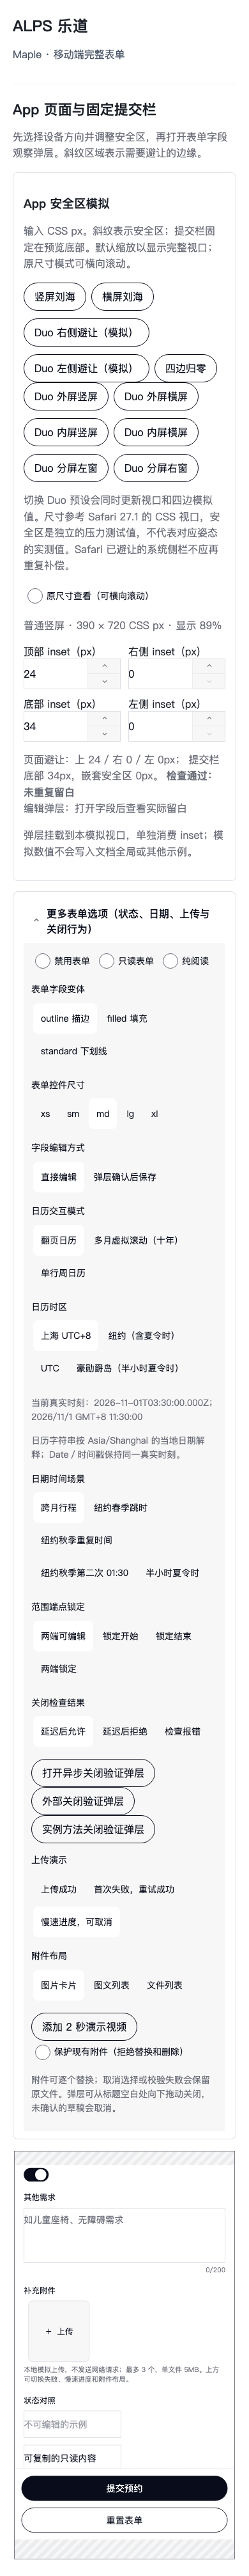 ALPS 乐道
Maple · 移动端完整表单
App 页面与固定提交栏
先选择设备方向并调整安全区，再打开表单字段
观察弹层。斜纹区域表示需要避让的边缘。
App 安全区模拟
输入 CSS px。斜纹表示安全区；提交栏固
定在预览底部。默认缩放以显示完整视口；
原尺寸模式可横向滚动。
竖屏刘海 横屏刘海
Duo 右侧避让（模拟）
Duo 左侧避让（模拟） 四边归零
Duo 外屏竖屏 Duo 外屏横屏
Duo 内屏竖屏 Duo 内屏横屏
Duo 分屏左窗 Duo 分屏右窗
切换 Duo 预设会同时更新视口和四边模拟
值。尺寸参考 Safari 27.1 的 CSS 视口，安
全区是独立的压力测试值，不代表对应姿态
的实测值。Safari 已避让的系统侧栏不应再
重复补偿。
原尺寸查看（可横向滚动）
普通竖屏 · 390 × 720 CSS px · 显示 89%
顶部 inset（px） 右侧 inset（px）
24 0
底部 inset（px） 左侧 inset（px）
34 0
页面避让：上 24 / 右 0 / 左 0px； 提交栏
底部 34px，嵌套安全区 0px。 检查通过：
未重复留白
编辑弹层：打开字段后查看实际留白
弹层挂载到本模拟视口，单独消费 inset；模
拟数值不会写入文档全局或其他示例。
更多表单选项（状态、日期、上传与
关闭行为）
禁用表单 只读表单 纯阅读
表单字段变体
outline 描边 filled 填充
standard 下划线
表单控件尺寸
xs sm md lg xl
字段编辑方式
直接编辑 弹层确认后保存
日历交互模式
翻页日历 多月虚拟滚动（十年）
单行周日历
日历时区
上海 UTC+8 纽约（含夏令时）
UTC 豪勋爵岛（半小时夏令时）
当前真实时刻：2026-11-01T03:30:00.000Z；
2026/11/1 GMT+8 11:30:00
日历字符串按 Asia/Shanghai 的当地日期解
释；Date / 时间戳保持同一真实时刻。
日期时间场景
跨月行程 纽约春季跳时
纽约秋季重复时间
纽约秋季第二次 01:30 半小时夏令时
范围端点锁定
两端可编辑 锁定开始 锁定结束
两端锁定
关闭检查结果
延迟后允许 延迟后拒绝 检查报错
打开异步关闭验证弹层
外部关闭验证弹层
实例方法关闭验证弹层
上传演示
上传成功 首次失败，重试成功
慢速进度，可取消
附件布局
图片卡片 图文列表 文件列表
添加 2 秒演示视频
保护现有附件（拒绝替换和删除）
附件可逐个替换；取消选择或校验失败会保留
原文件。弹层可从标题空白处向下拖动关闭，
未确认的草稿会取消。
其他需求
如儿童座椅、无障碍需求
0/200
补充附件
+ 上传
本地模拟上传，不发送网络请求；最多 3 个，单文件 5MB。上方
可切换失败、慢速进度和附件布局。
状态对照
不可编辑的示例
可复制的只读内容
提交预约
重置表单